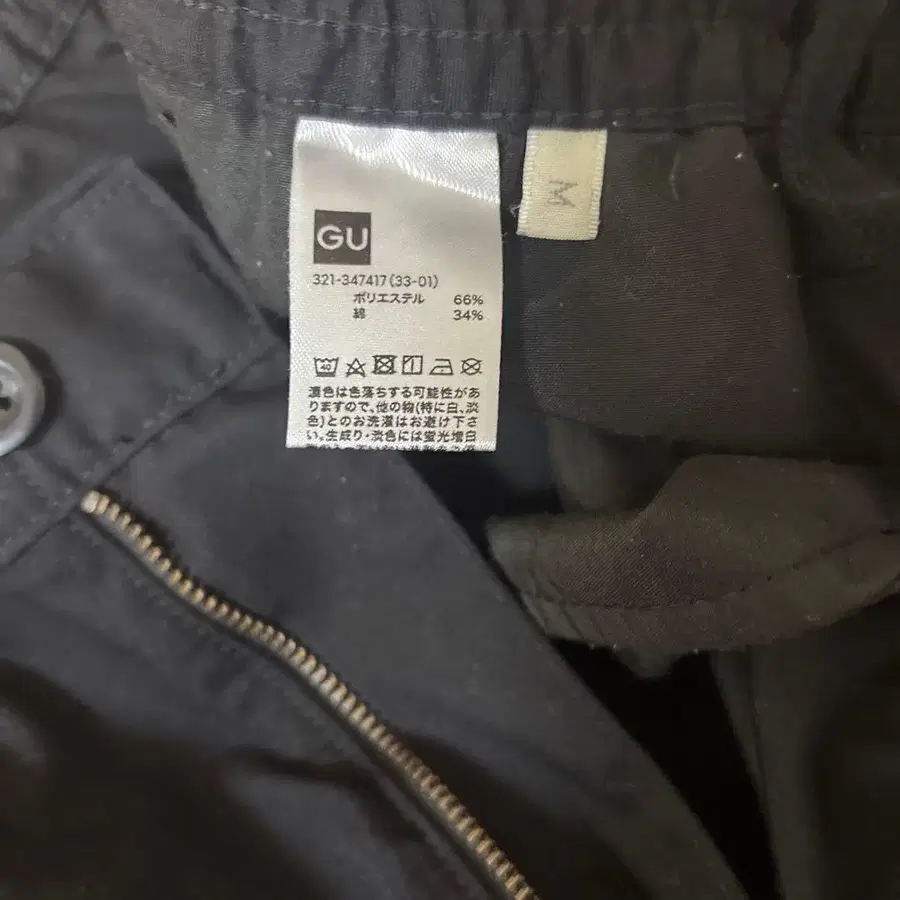 GU
M
321-347417(33-01)
ポリエステル 66%
綿 34%
40
濃色は色落ちする可能性があ
りますので、他の物(特に白、淡
色)とのお洗濯はお避け下さ
い。生成り・淡色には蛍光増白